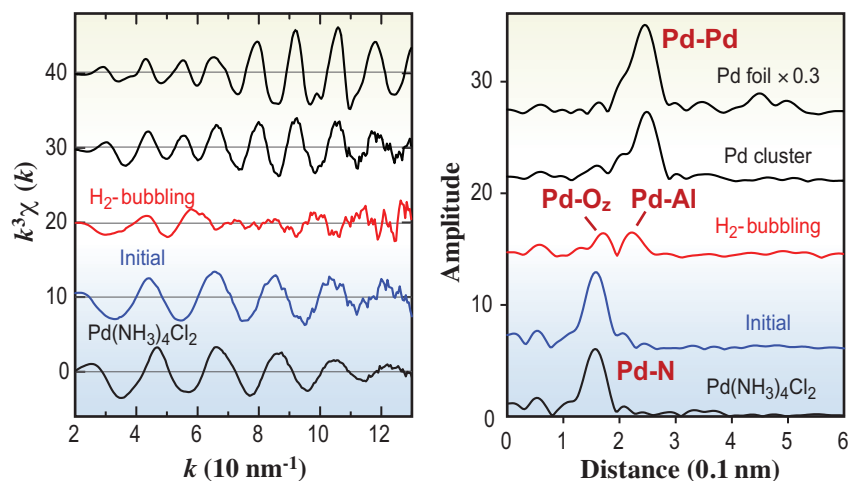 40
30
20
10
0
k³χ (k)
H₂-bubbling
Initial
Pd(NH₃)₄Cl₂
2 4 6 8 10 12
k (10 nm⁻¹)
30
20
10
0
Amplitude
Pd-Pd
Pd foil × 0.3
Pd cluster
Pd-Oz Pd-Al
H₂-bubbling
Initial
Pd-N
Pd(NH₃)₄Cl₂
0 1 2 3 4 5 6
Distance (0.1 nm)